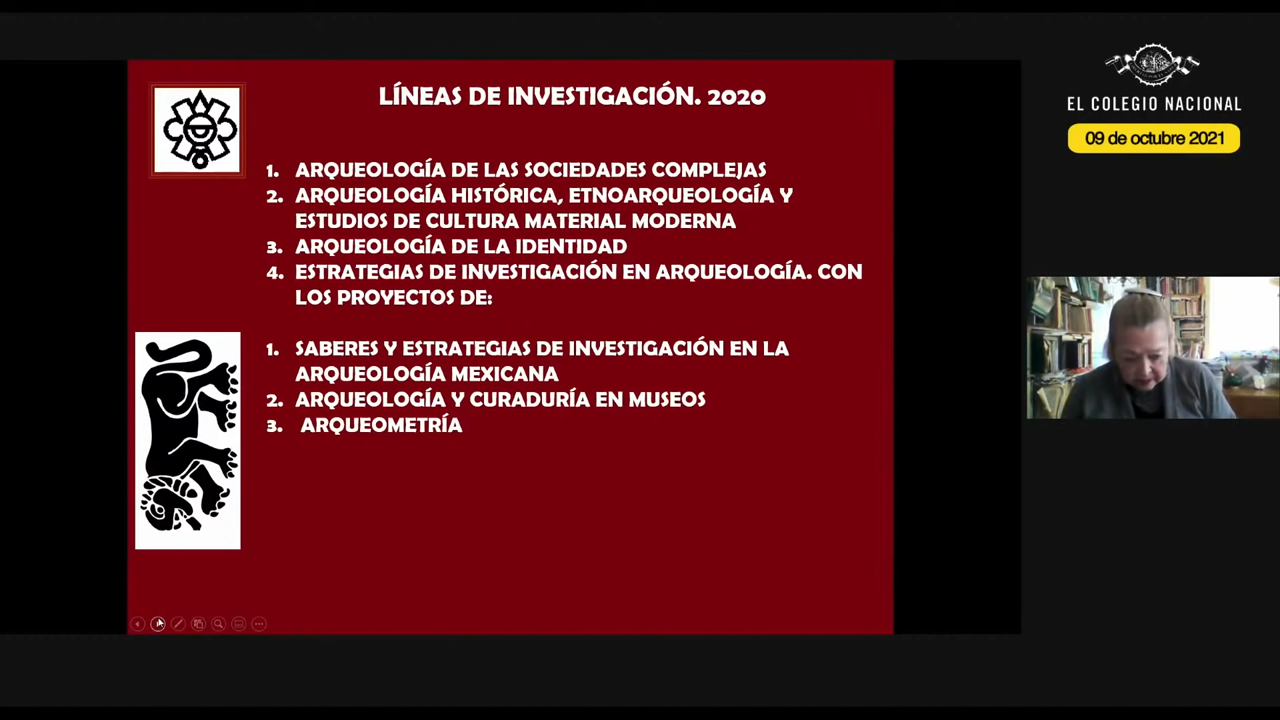 LÍNEAS DE INVESTIGACIÓN. 2020
1. ARQUEOLOGÍA DE LAS SOCIEDADES COMPLEJAS
2. ARQUEOLOGÍA HISTÓRICA, ETNOARQUEOLOGÍA Y
ESTUDIOS DE CULTURA MATERIAL MODERNA
3. ARQUEOLOGÍA DE LA IDENTIDAD
4. ESTRATEGIAS DE INVESTIGACIÓN EN ARQUEOLOGÍA. CON
LOS PROYECTOS DE:
1. SABERES Y ESTRATEGIAS DE INVESTIGACIÓN EN LA
ARQUEOLOGÍA MEXICANA
2. ARQUEOLOGÍA Y CURADURÍA EN MUSEOS
3. ARQUEOMETRÍA
EL COLEGIO NACIONAL
09 de octubre 2021